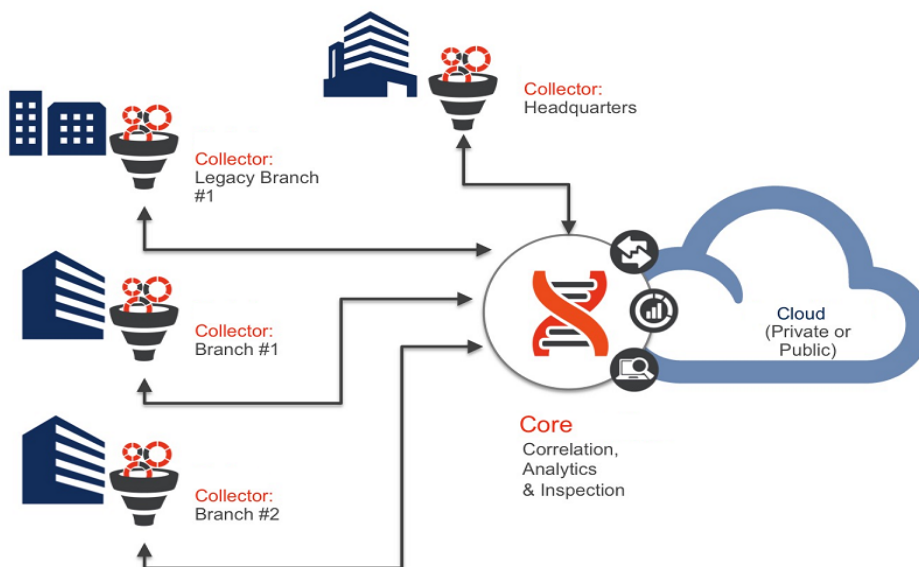 Collector:
Headquarters
Collector:
Legacy Branch
#1
Collector:
Branch #1
Cloud
(Private or
Public)
Core
Correlation,
Analytics
& Inspection
Collector:
Branch #2